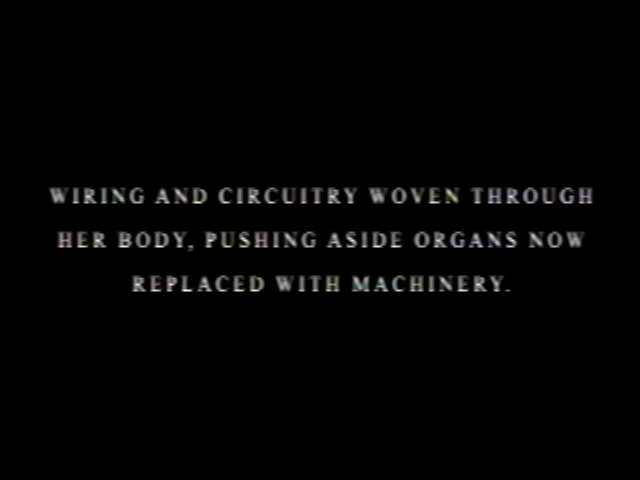 WIRING AND CIRCUITRY WOVEN THROUGH
HER BODY, PUSHING ASIDE ORGANS NOW
REPLACED WITH MACHINERY.